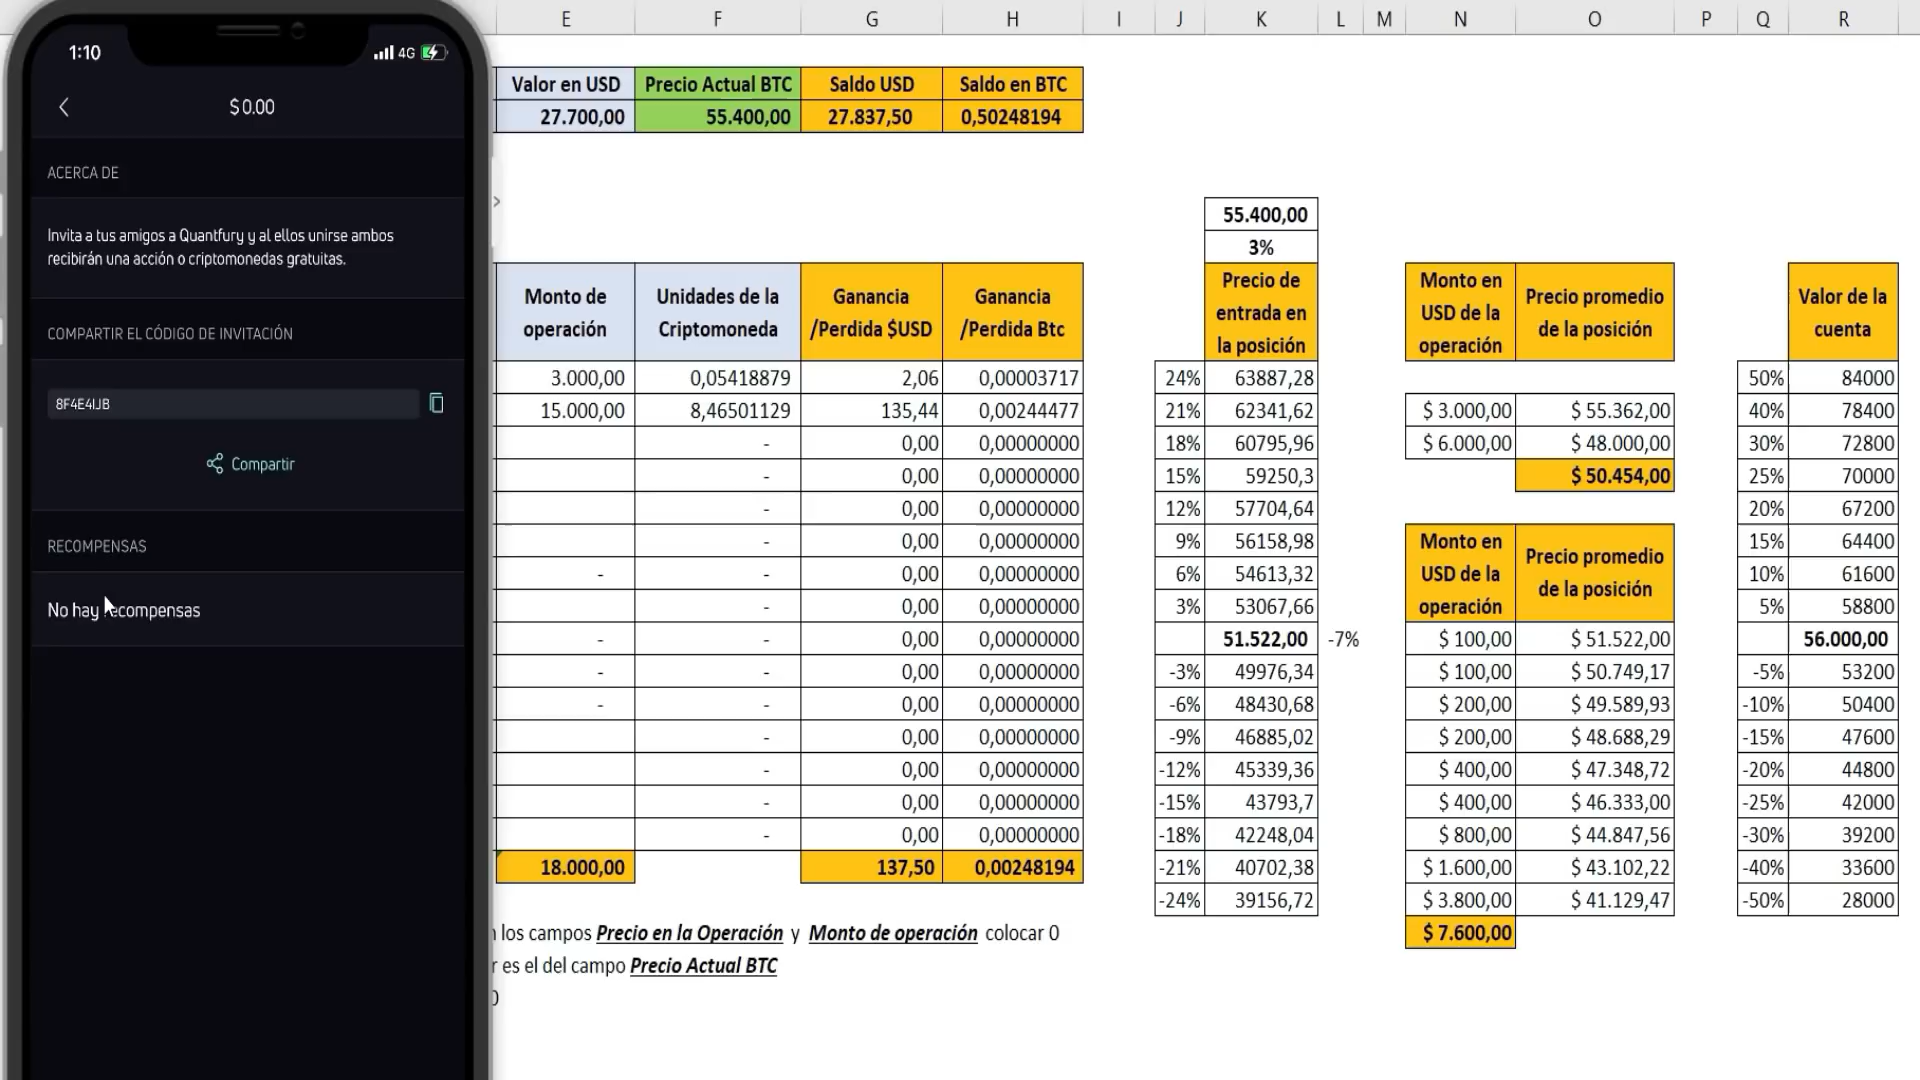 1:10
4G
$0.00
ACERCA DE
Invita a tus amigos a Quantfury y al ellos unirse ambos
recibirán una acción o criptomonedas gratuitas.
COMPARTIR EL CÓDIGO DE INVITACIÓN
8F4E4IJB
Compartir
RECOMPENSAS
No hay recompensas
E F G H I J K L M N O P Q R
Valor en USD Precio Actual BTC Saldo USD Saldo en BTC
27.700,00 55.400,00 27.837,50 0,50248194
55.400,00
3%
Monto de
operación
Unidades de la
Criptomoneda
Ganancia
/Perdida $USD
Ganancia
/Perdida Btc
Precio de
entrada en
la posición
Monto en
USD de la
operación
Precio promedio
de la posición
Valor de la
cuenta
3.000,00 0,05418879 2,06 0,00003717 24% 63887,28 50% 84000
15.000,00 8,46501129 135,44 0,00244477 21% 62341,62 $ 3.000,00 $ 55.362,00 40% 78400
- 0,00 0,00000000 18% 60795,96 $ 6.000,00 $ 48.000,00 30% 72800
- 0,00 0,00000000 15% 59250,3 $ 50.454,00 25% 70000
- 0,00 0,00000000 12% 57704,64 20% 67200
- 0,00 0,00000000 9% 56158,98 15% 64400
- - 0,00 0,00000000 6% 54613,32 10% 61600
- 0,00 0,00000000 3% 53067,66 5% 58800
Monto en
USD de la
operación
Precio promedio
de la posición
- - 0,00 0,00000000 51.522,00 -7% $ 100,00 $ 51.522,00 56.000,00
- - 0,00 0,00000000 -3% 49976,34 $ 100,00 $ 50.749,17 -5% 53200
- - 0,00 0,00000000 -6% 48430,68 $ 200,00 $ 49.589,93 -10% 50400
- 0,00 0,00000000 -9% 46885,02 $ 200,00 $ 48.688,29 -15% 47600
- 0,00 0,00000000 -12% 45339,36 $ 400,00 $ 47.348,72 -20% 44800
- 0,00 0,00000000 -15% 43793,7 $ 400,00 $ 46.333,00 -25% 42000
- 0,00 0,00000000 -18% 42248,04 $ 800,00 $ 44.847,56 -30% 39200
18.000,00 137,50 0,00248194 -21% 40702,38 $ 1.600,00 $ 43.102,22 -40% 33600
-24% 39156,72 $ 3.800,00 $ 41.129,47 -50% 28000
$ 7.600,00
los campos Precio en la Operación y Monto de operación colocar 0
r es el del campo Precio Actual BTC